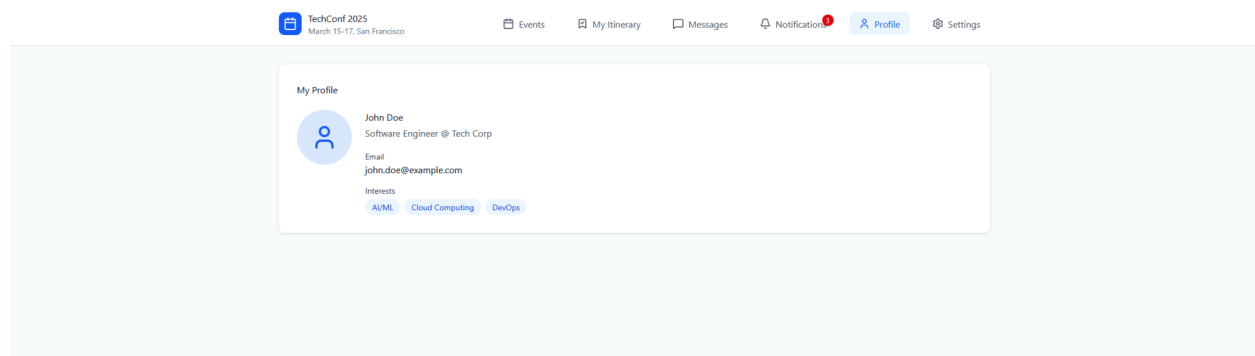 TechConf 2025
March 15-17, San Francisco
Events
My Itinerary
Messages
Notifications
3
Profile
Settings
My Profile
John Doe
Software Engineer @ Tech Corp
Email
john.doe@example.com
Interests
AI/ML Cloud Computing DevOps